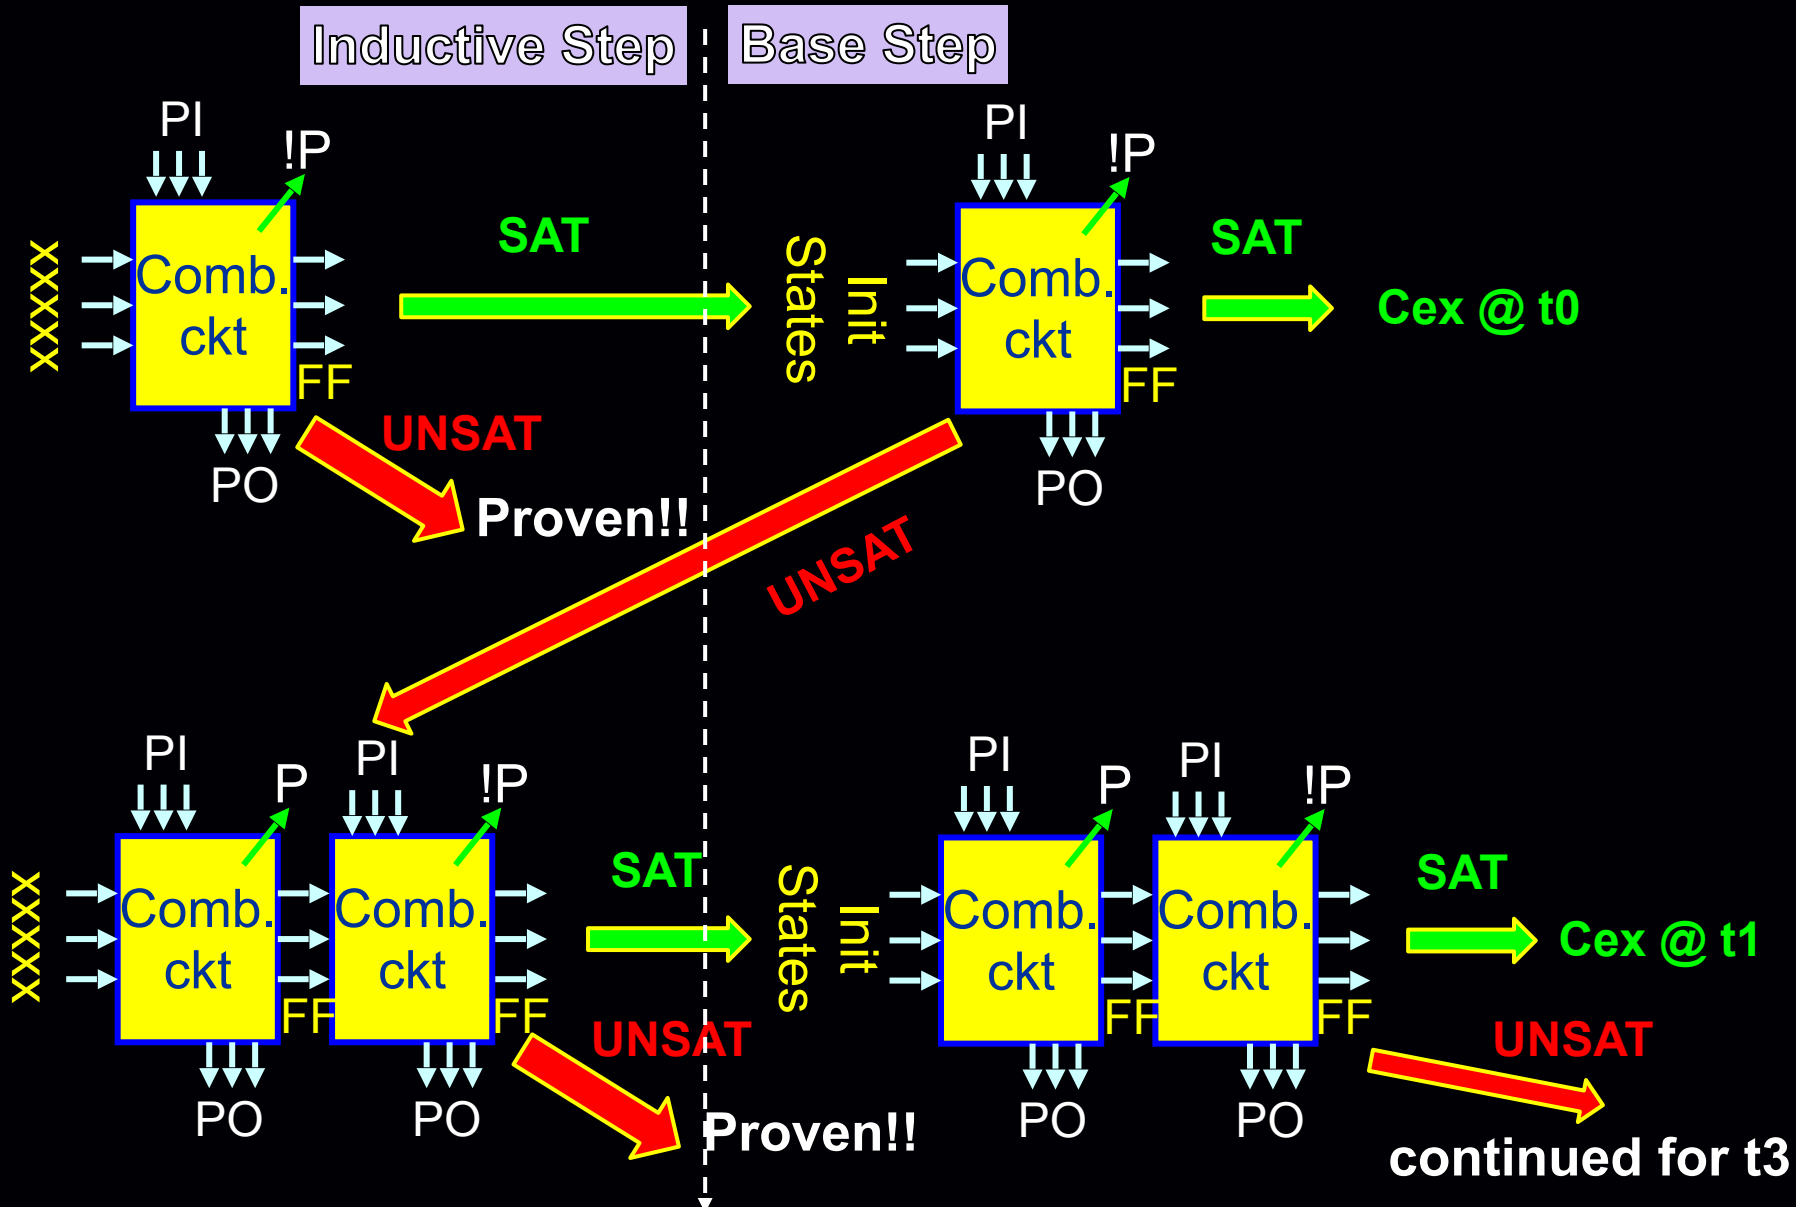 Inductive Step
Base Step
PI
!P
XXXXXX
Comb.
ckt
FF
PO
SAT
UNSAT
Proven!!
PI
!P
Init
States
Comb.
ckt
FF
PO
SAT
Cex @ t0
UNSAT
PI
P
PI
!P
XXXXXX
Comb.
ckt
FF
Comb.
ckt
FF
PO
PO
SAT
UNSAT
Proven!!
PI
P
PI
!P
Init
States
Comb.
ckt
FF
Comb.
ckt
FF
PO
PO
SAT
Cex @ t1
UNSAT
continued for t3